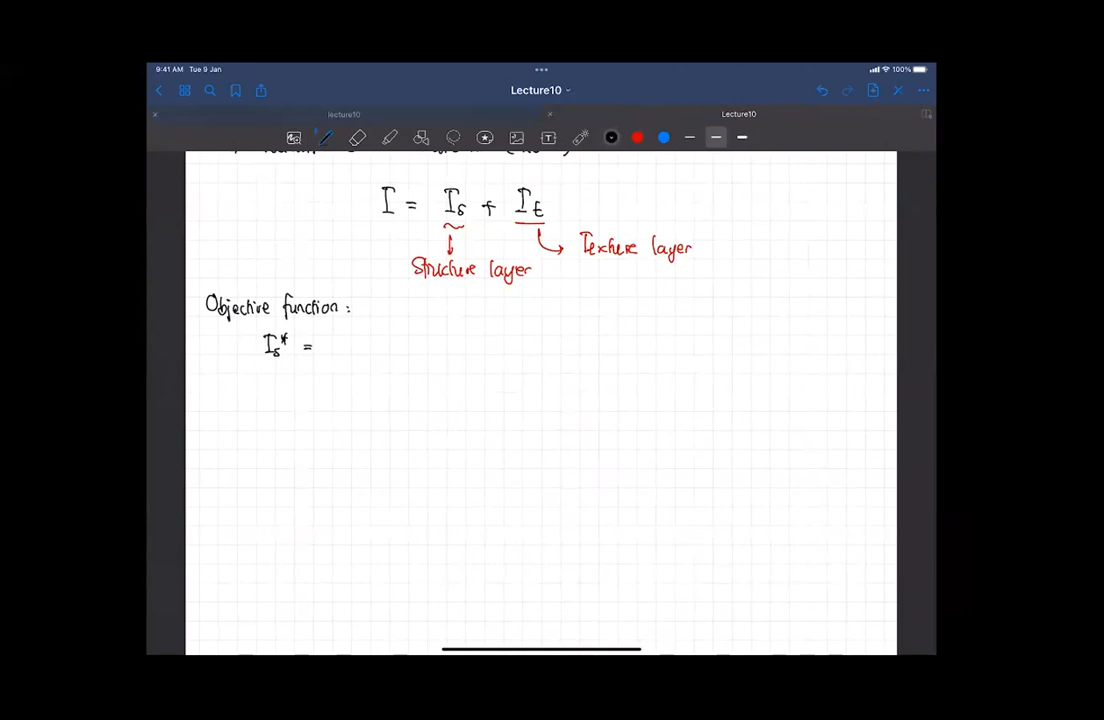 9:41 AM Tue 9 Jan
100%
Lecture10
lecture10
Lecture10
I = Is + It
Texture layer
Structure layer
Objective function:
Is* =